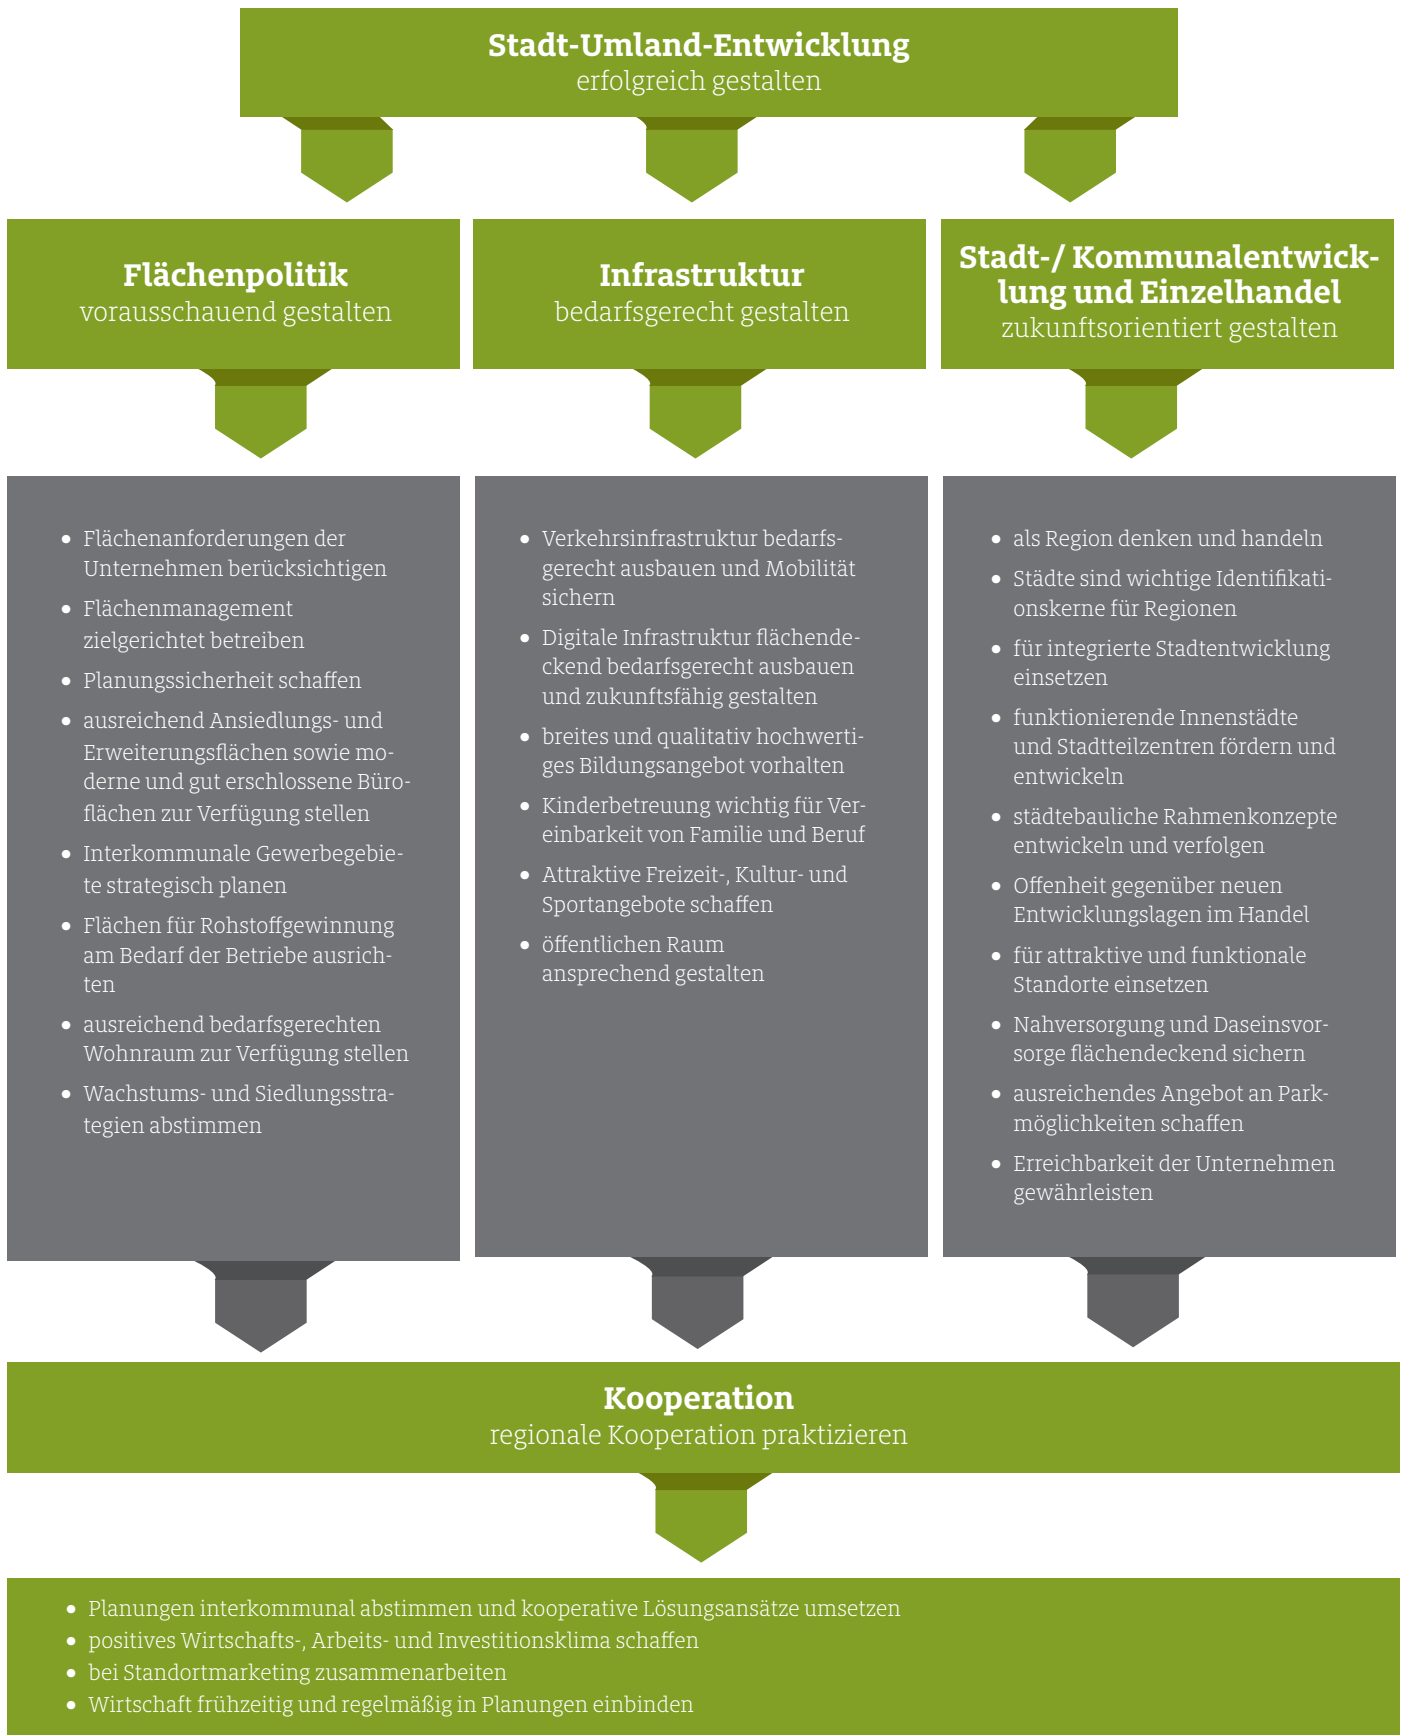 Stadt-Umland-Entwicklung
erfolgreich gestalten
Flächenpolitik
vorausschauend gestalten
Infrastruktur
bedarfsgerecht gestalten
Stadt-/ Kommunalentwick-
lung und Einzelhandel
zukunftsorientiert gestalten
• Flächenanforderungen der
Unternehmen berücksichtigen
• Flächenmanagement
zielgerichtet betreiben
• Planungssicherheit schaffen
• ausreichend Ansiedlungs- und
Erweiterungsflächen sowie mo-
derne und gut erschlossene Büro-
flächen zur Verfügung stellen
• Interkommunale Gewerbegebie-
te strategisch planen
• Flächen für Rohstoffgewinnung
am Bedarf der Betriebe ausrich-
ten
• ausreichend bedarfsgerechten
Wohnraum zur Verfügung stellen
• Wachstums- und Siedlungsstra-
tegien abstimmen
• Verkehrsinfrastruktur bedarfs-
gerecht ausbauen und Mobilität
sichern
• Digitale Infrastruktur flächende-
ckend bedarfsgerecht ausbauen
und zukunftsfähig gestalten
• breites und qualitativ hochwerti-
ges Bildungsangebot vorhalten
• Kinderbetreuung wichtig für Ver-
einbarkeit von Familie und Beruf
• Attraktive Freizeit-, Kultur- und
Sportangebote schaffen
• öffentlichen Raum
ansprechend gestalten
• als Region denken und handeln
• Städte sind wichtige Identifikati-
onskerne für Regionen
• für integrierte Stadtentwicklung
einsetzen
• funktionierende Innenstädte
und Stadtteilzentren fördern und
entwickeln
• städtebauliche Rahmenkonzepte
entwickeln und verfolgen
• Offenheit gegenüber neuen
Entwicklungslagen im Handel
• für attraktive und funktionale
Standorte einsetzen
• Nahversorgung und Daseinsvor-
sorge flächendeckend sichern
• ausreichendes Angebot an Park-
möglichkeiten schaffen
• Erreichbarkeit der Unternehmen
gewährleisten
Kooperation
regionale Kooperation praktizieren
• Planungen interkommunal abstimmen und kooperative Lösungsansätze umsetzen
• positives Wirtschafts-, Arbeits- und Investitionsklima schaffen
• bei Standortmarketing zusammenarbeiten
• Wirtschaft frühzeitig und regelmäßig in Planungen einbinden